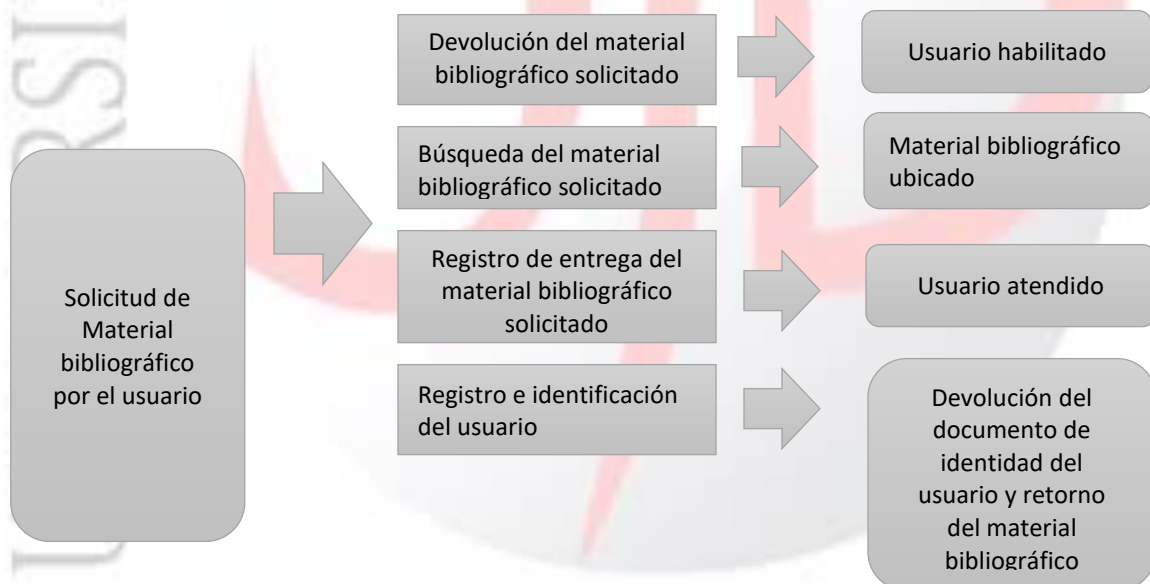 Devolución del material
bibliográfico solicitado
Usuario habilitado
Búsqueda del material
bibliográfico solicitado
Material bibliográfico
ubicado
Solicitud de
Material
bibliográfico
por el usuario
Registro de entrega del
material bibliográfico
solicitado
Usuario atendido
Registro e identificación
del usuario
Devolución del
documento de
identidad del
usuario y retorno
del material
bibliográfico